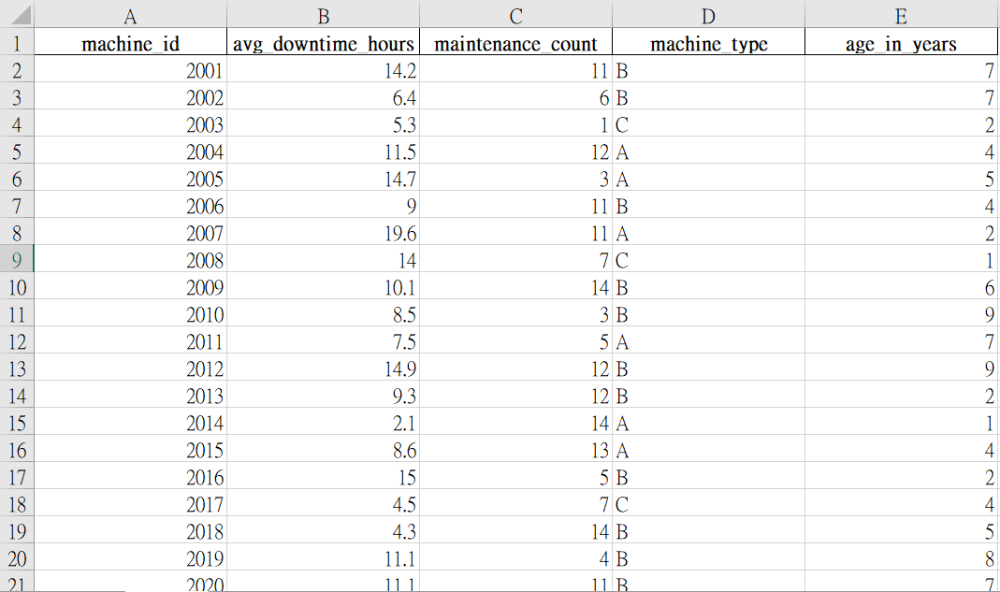 A B C D E
1 machine_id avg_downtime_hours maintenance_count machine_type age_in_years
2 2001 14.2 11 B 7
3 2002 6.4 6 B 7
4 2003 5.3 1 C 2
5 2004 11.5 12 A 4
6 2005 14.7 3 A 5
7 2006 9 11 B 4
8 2007 19.6 11 A 2
9 2008 14 7 C 1
10 2009 10.1 14 B 6
11 2010 8.5 3 B 9
12 2011 7.5 5 A 7
13 2012 14.9 12 B 9
14 2013 9.3 12 B 2
15 2014 2.1 14 A 1
16 2015 8.6 13 A 4
17 2016 15 5 B 2
18 2017 4.5 7 C 4
19 2018 4.3 14 B 5
20 2019 11.1 4 B 8
21 2020 11.1 11 B 7